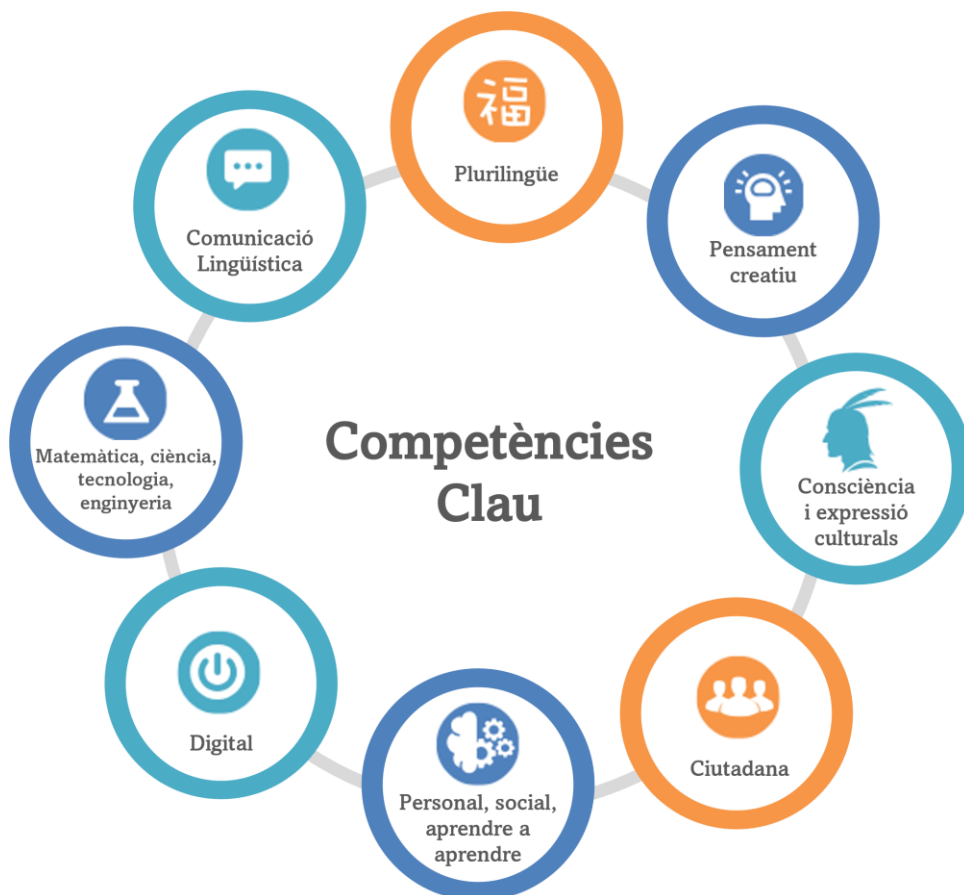 福
Plurilingüe
Pensament
creatiu
Consciència
i expressió
culturals
Ciutadana
Personal, social,
aprendre a
aprendre
Digital
Matemàtica, ciència,
tecnologia,
enginyeria
Comunicació
Lingüística
Competències
Clau